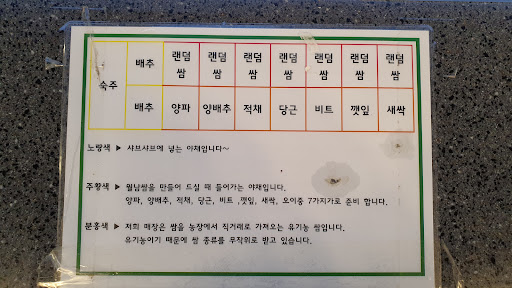 숙주 배추 랜덤쌈 랜덤쌈 랜덤쌈 랜덤쌈 랜덤쌈 랜덤쌈 랜덤쌈
배추 양파 양배추 적채 당근 비트 깻잎 새싹
노랑색 ▶ 샤브샤브에 넣는 야채입니다~
주황색 ▶ 월남쌈을 만들어 드실 때 들어가는 야채입니다.
양파, 양배추, 적채, 당근, 비트 ,깻잎, 새싹, 오이중 7가지가로 준비 합니다.
분홍색 ▶ 저희 매장은 쌈을 농장에서 직거래로 가져오는 유기농 쌈입니다.
유기농이기 때문에 쌈 종류를 무작위로 받고 있습니다.